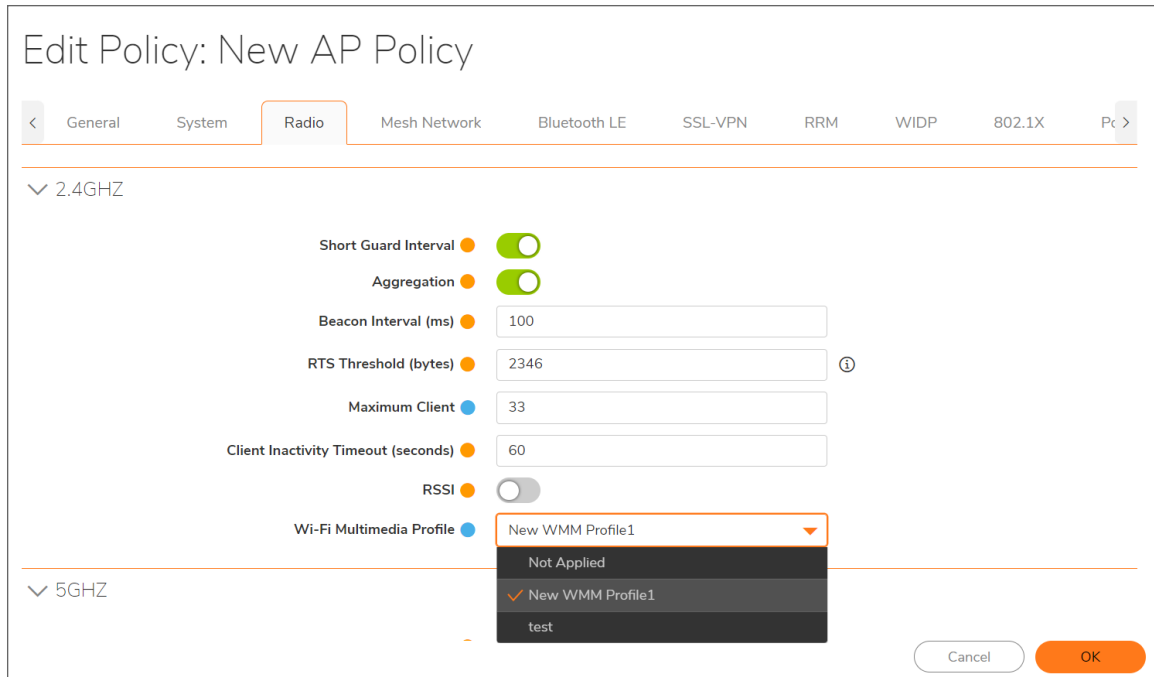 Edit Policy: New AP Policy
General System Radio Mesh Network Bluetooth LE SSL-VPN RRM WIDP 802.1X
2.4GHZ
Short Guard Interval
Aggregation
Beacon Interval (ms) 100
RTS Threshold (bytes) 2346
Maximum Client 33
Client Inactivity Timeout (seconds) 60
RSSI
Wi-Fi Multimedia Profile New WMM Profile1
Not Applied
5GHZ
New WMM Profile1
test
Cancel OK